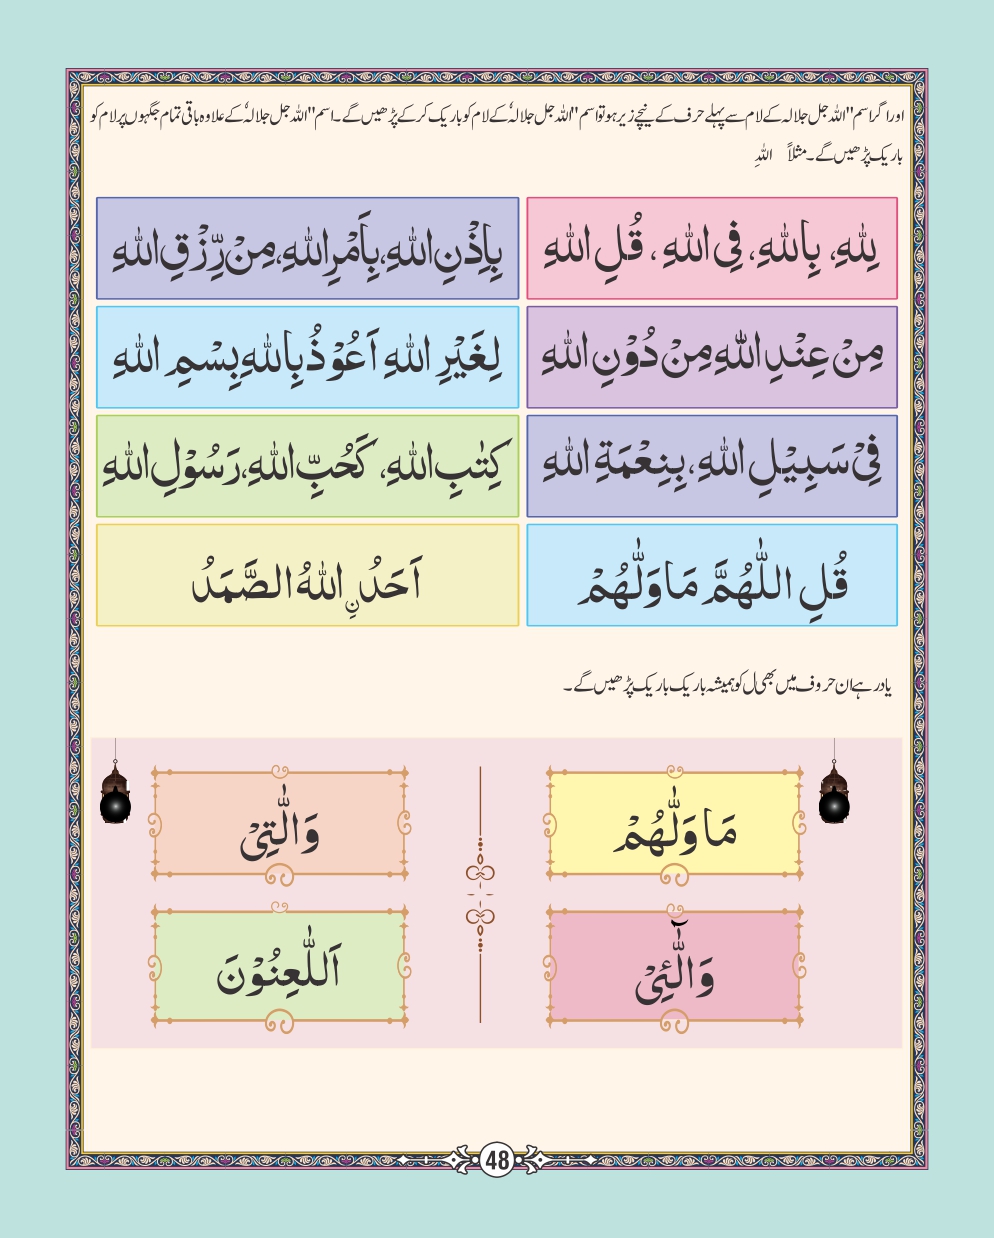 اور اگر اسم "اللہ جل جلالہ کے لام سے پہلے حرف کے نیچے زیر ہو تو اسم "اللہ جل جلالہٗ کے لام کو باریک کر کے پڑھیں گے۔ اسم "اللہ جل جلالہٗ کے علاوہ باقی تمام جگہوں پر لام کو
باریک پڑھیں گے۔ مثلاً اللہِ
لِلّٰهِ، بِاللّٰهِ، فِی اللّٰهِ ، قُلِ اللّٰهِ
بِاِذْنِ اللّٰهِ، بِاَمْرِ اللّٰهِ، مِنْ رِّزْقِ اللّٰهِ
مِنْ عِنْدِ اللّٰهِ مِنْ دُوْنِ اللّٰهِ
لِغَیْرِ اللّٰهِ اَعُوْذُ بِاللّٰهِ بِسْمِ اللّٰهِ
فِیْ سَبِیْلِ اللّٰهِ، بِنِعْمَةِ اللّٰهِ
كِتٰبِ اللّٰهِ، كَحُبِّ اللّٰهِ، رَسُوْلِ اللّٰهِ
قُلِ اللّٰهُمَّ مَا وَلّٰهُمْ
اَحَدُ نِ اللّٰهُ الصَّمَدُ
یاد رہے ان حروف میں بھی ل کو ہمیشہ باریک باریک پڑھیں گے ۔
مَا وَلّٰهُمْ
وَالّٰتِیْ
وَالّٰٓئِیْ
اَللّٰعِنُوْنَ
48